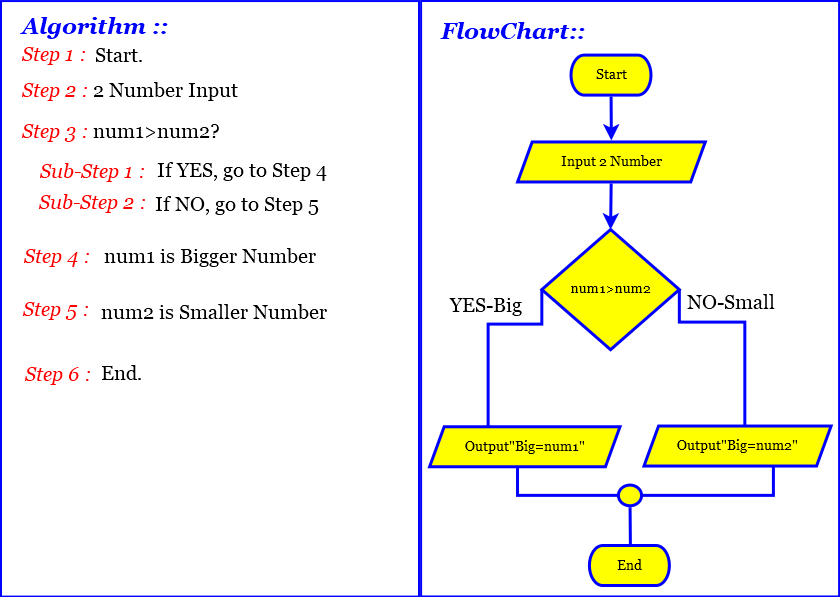 Algorithm ::
Step 1 : Start.
Step 2 : 2 Number Input
Step 3 : num1>num2?
Sub-Step 1 : If YES, go to Step 4
Sub-Step 2 : If NO, go to Step 5
Step 4 : num1 is Bigger Number
Step 5 : num2 is Smaller Number
Step 6 : End.
FlowChart::
Start
Input 2 Number
num1>num2
YES-Big
NO-Small
Output"Big=num1"
Output"Big=num2"
End